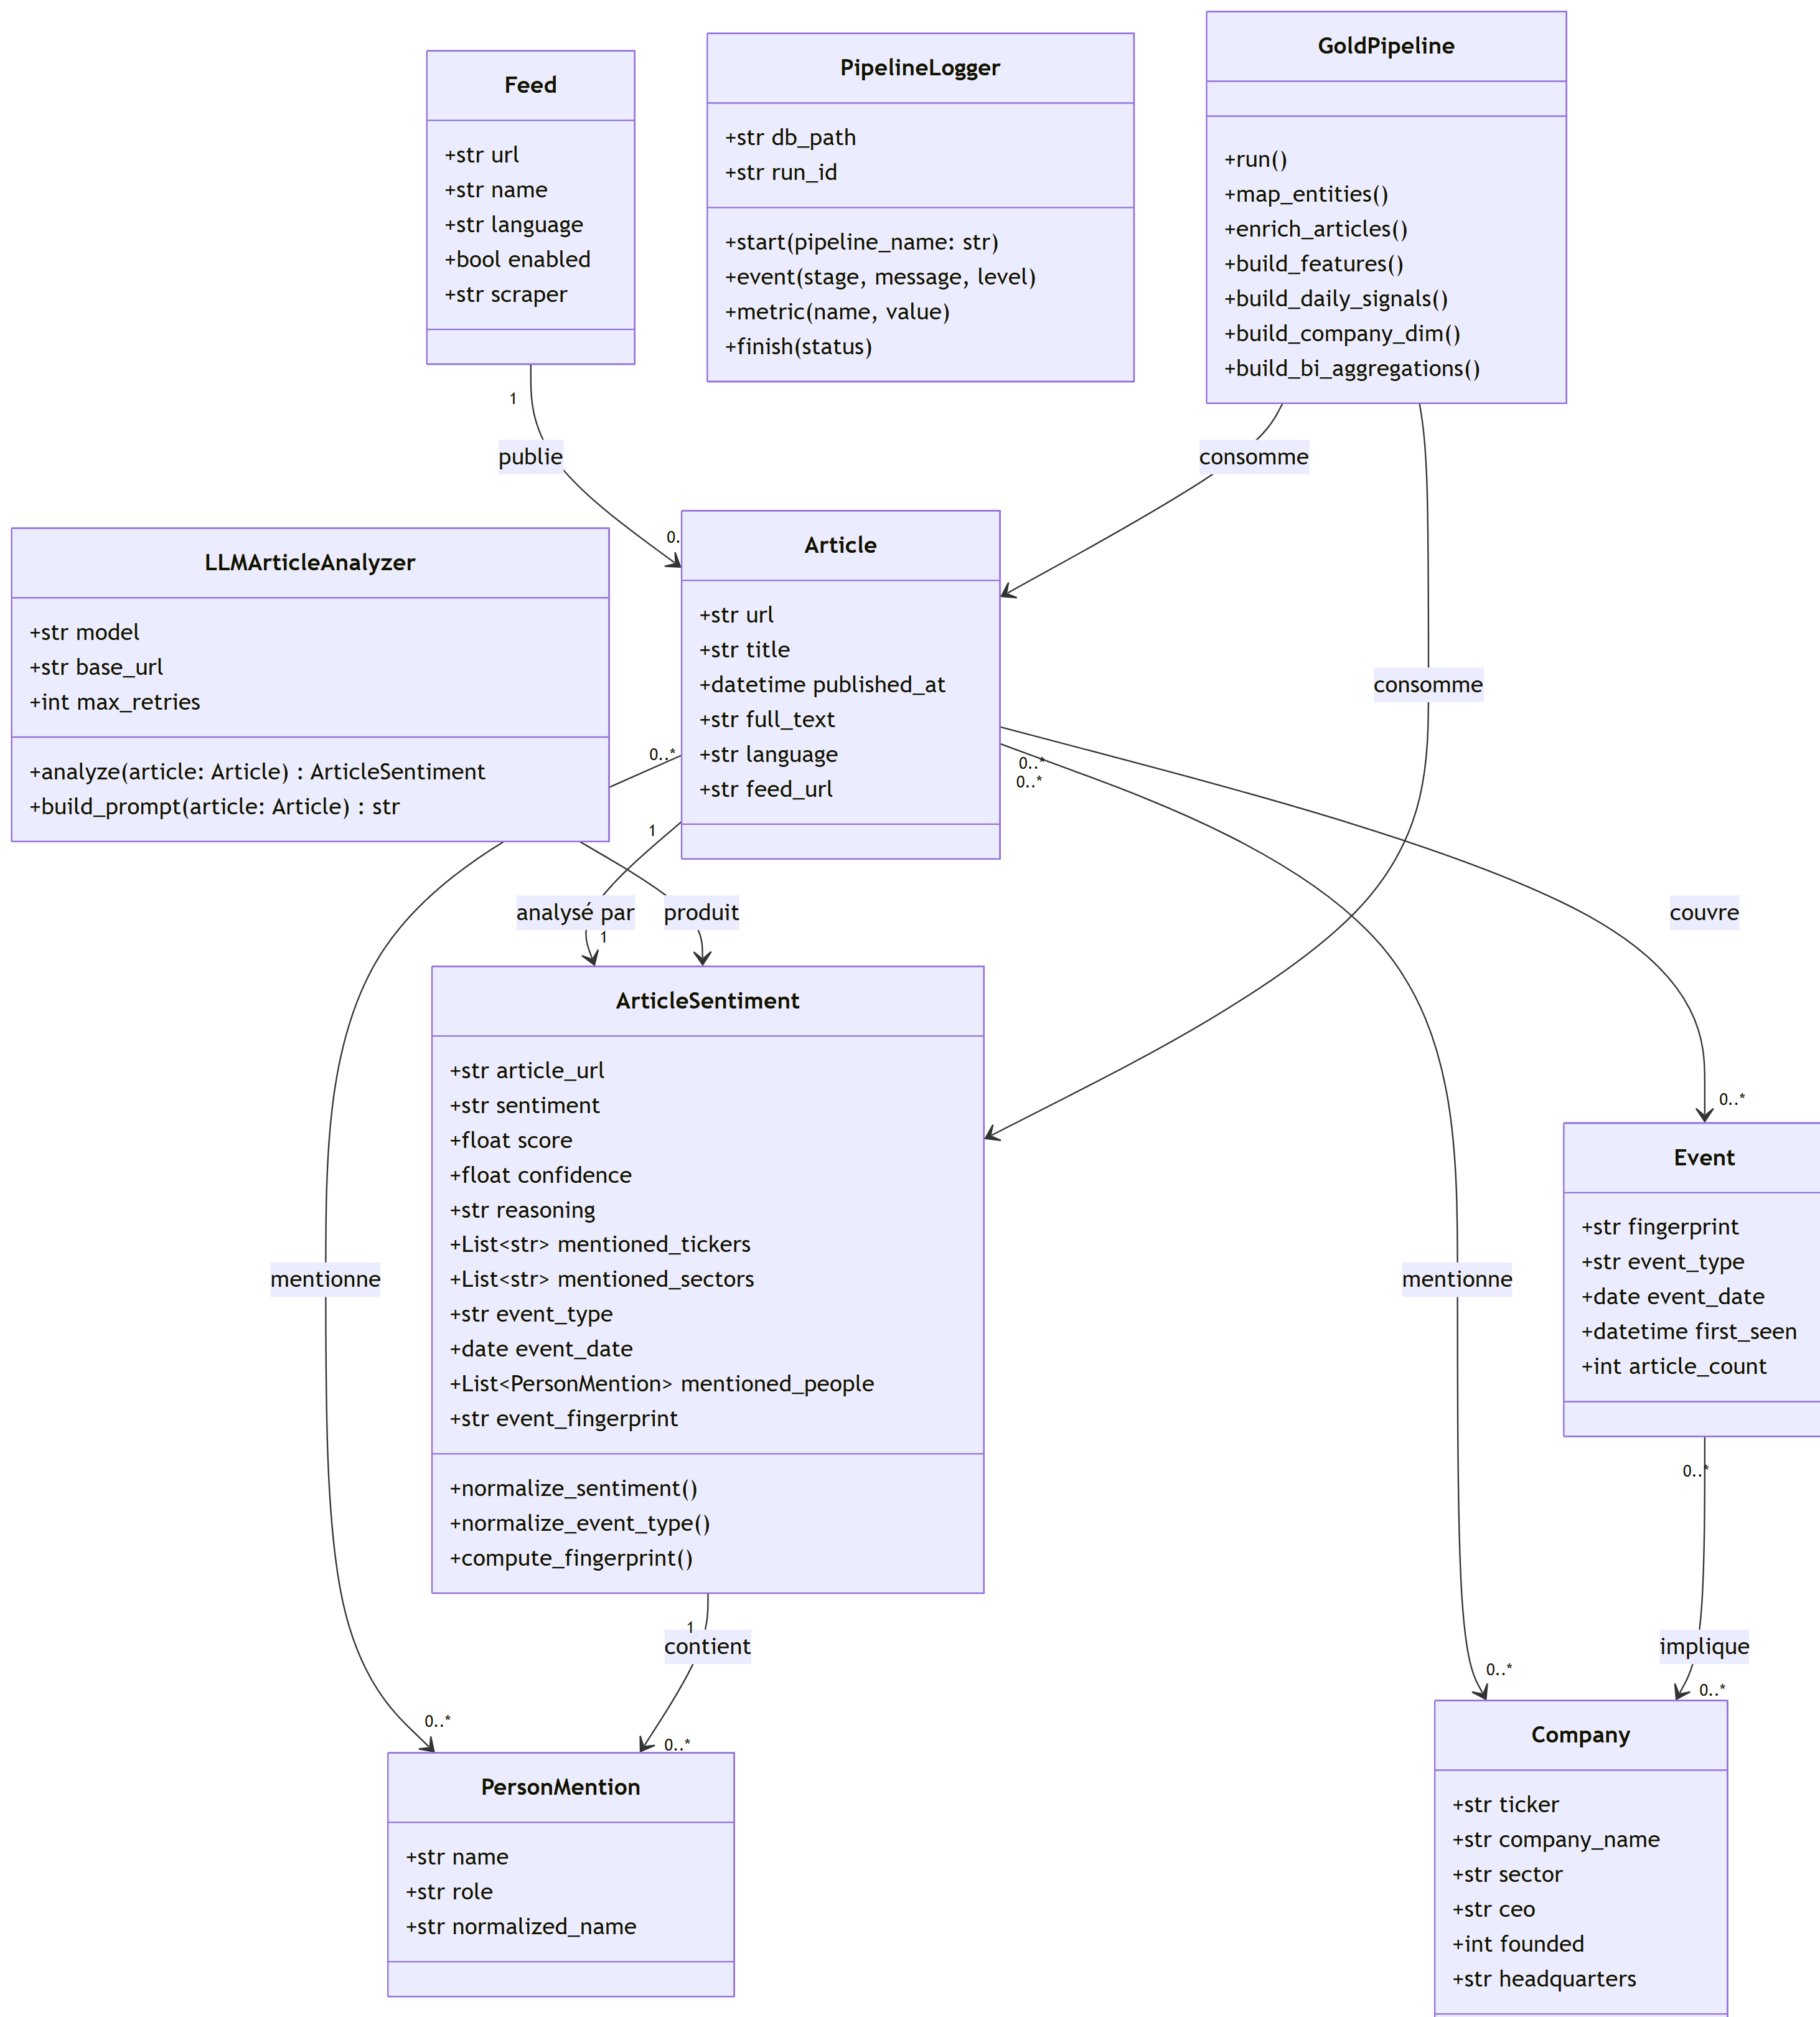 Feed
+str url
+str name
+str language
+bool enabled
+str scraper
PipelineLogger
+str db_path
+str run_id
+start(pipeline_name: str)
+event(stage, message, level)
+metric(name, value)
+finish(status)
GoldPipeline
+run()
+map_entities()
+enrich_articles()
+build_features()
+build_daily_signals()
+build_company_dim()
+build_bi_aggregations()
1
publie
0.
consomme
consomme
LLMArticleAnalyzer
+str model
+str base_url
+int max_retries
+analyze(article: Article) : ArticleSentiment
+build_prompt(article: Article) : str
Article
+str url
+str title
+datetime published_at
+str full_text
+str language
+str feed_url
0..*
0..*
0..*
1
analysé par
1
produit
couvre
0..*
ArticleSentiment
+str article_url
+str sentiment
+float score
+float confidence
+str reasoning
+List<str> mentioned_tickers
+List<str> mentioned_sectors
+str event_type
+date event_date
+List<PersonMention> mentioned_people
+str event_fingerprint
+normalize_sentiment()
+normalize_event_type()
+compute_fingerprint()
Event
+str fingerprint
+str event_type
+date event_date
+datetime first_seen
+int article_count
mentionne
mentionne
0..*
1
contient
implique
0..*
0..*
0..*
0..*
PersonMention
+str name
+str role
+str normalized_name
Company
+str ticker
+str company_name
+str sector
+str ceo
+int founded
+str headquarters